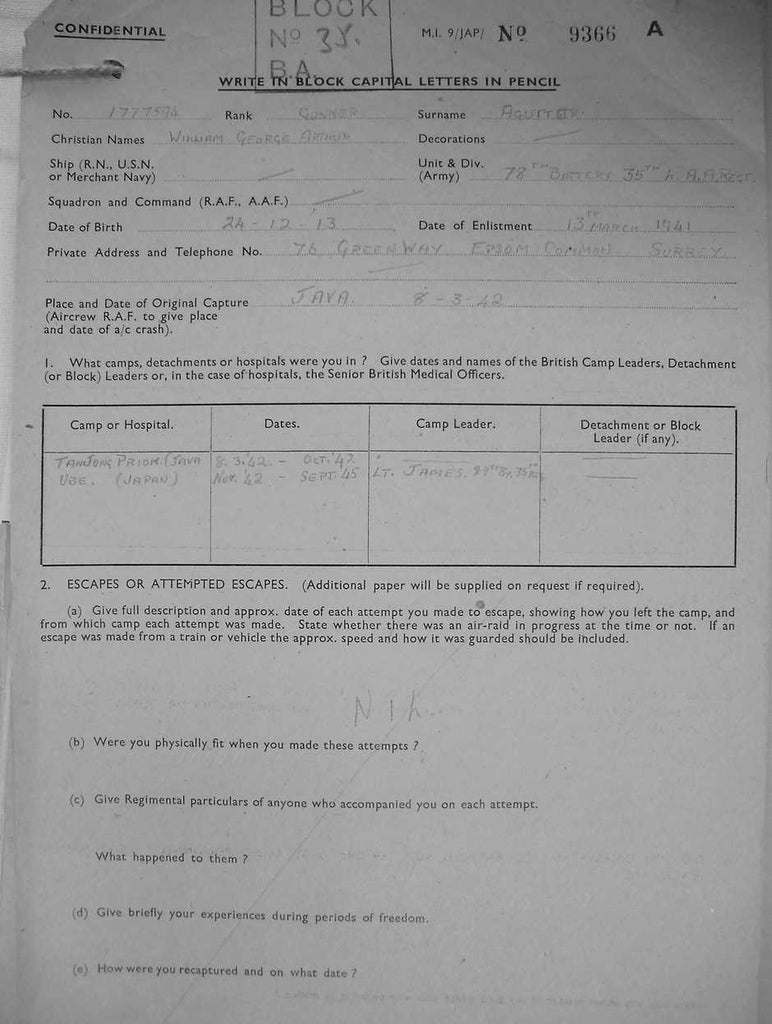 BLOCK
Nº 3Y.
B.A.
CONFIDENTIAL
M.I. 9/JAP/ Nº 9366 A
WRITE IN BLOCK CAPITAL LETTERS IN PENCIL
No. 1777594 Rank GUNNER Surname AGUTTER
Christian Names WILLIAM GEORGE ARTHUR Decorations
Ship (R.N., U.S.N. Unit & Div.
or Merchant Navy) (Army) 78TH BATTERY 35TH L.A.A.REGT.
Squadron and Command (R.A.F., A.A.F.)
Date of Birth 24-12-13 Date of Enlistment 13TH MARCH 1941
Private Address and Telephone No. 76 GREEN WAY EPSOM COMMON SURREY
Place and Date of Original Capture JAVA. 8-3-42
(Aircrew R.A.F. to give place
and date of a/c crash).
1. What camps, detachments or hospitals were you in ? Give dates and names of the British Camp Leaders, Detachment
(or Block) Leaders or, in the case of hospitals, the Senior British Medical Officers.
Camp or Hospital. Dates. Camp Leader. Detachment or Block
Leader (if any).
TANJONG PRIOK. (JAVA 8.3.42. - OCT. '42
UBE. (JAPAN) NOV. '42 - SEPT. 45 LT. JAMES.
2. ESCAPES OR ATTEMPTED ESCAPES. (Additional paper will be supplied on request if required).
(a) Give full description and approx. date of each attempt you made to escape, showing how you left the camp, and
from which camp each attempt was made. State whether there was an air-raid in progress at the time or not. If an
escape was made from a train or vehicle the approx. speed and how it was guarded should be included.
NIL.
(b) Were you physically fit when you made these attempts ?
(c) Give Regimental particulars of anyone who accompanied you on each attempt.
What happened to them ?
(d) Give briefly your experiences during periods of freedom.
(e) How were you recaptured and on what date ?